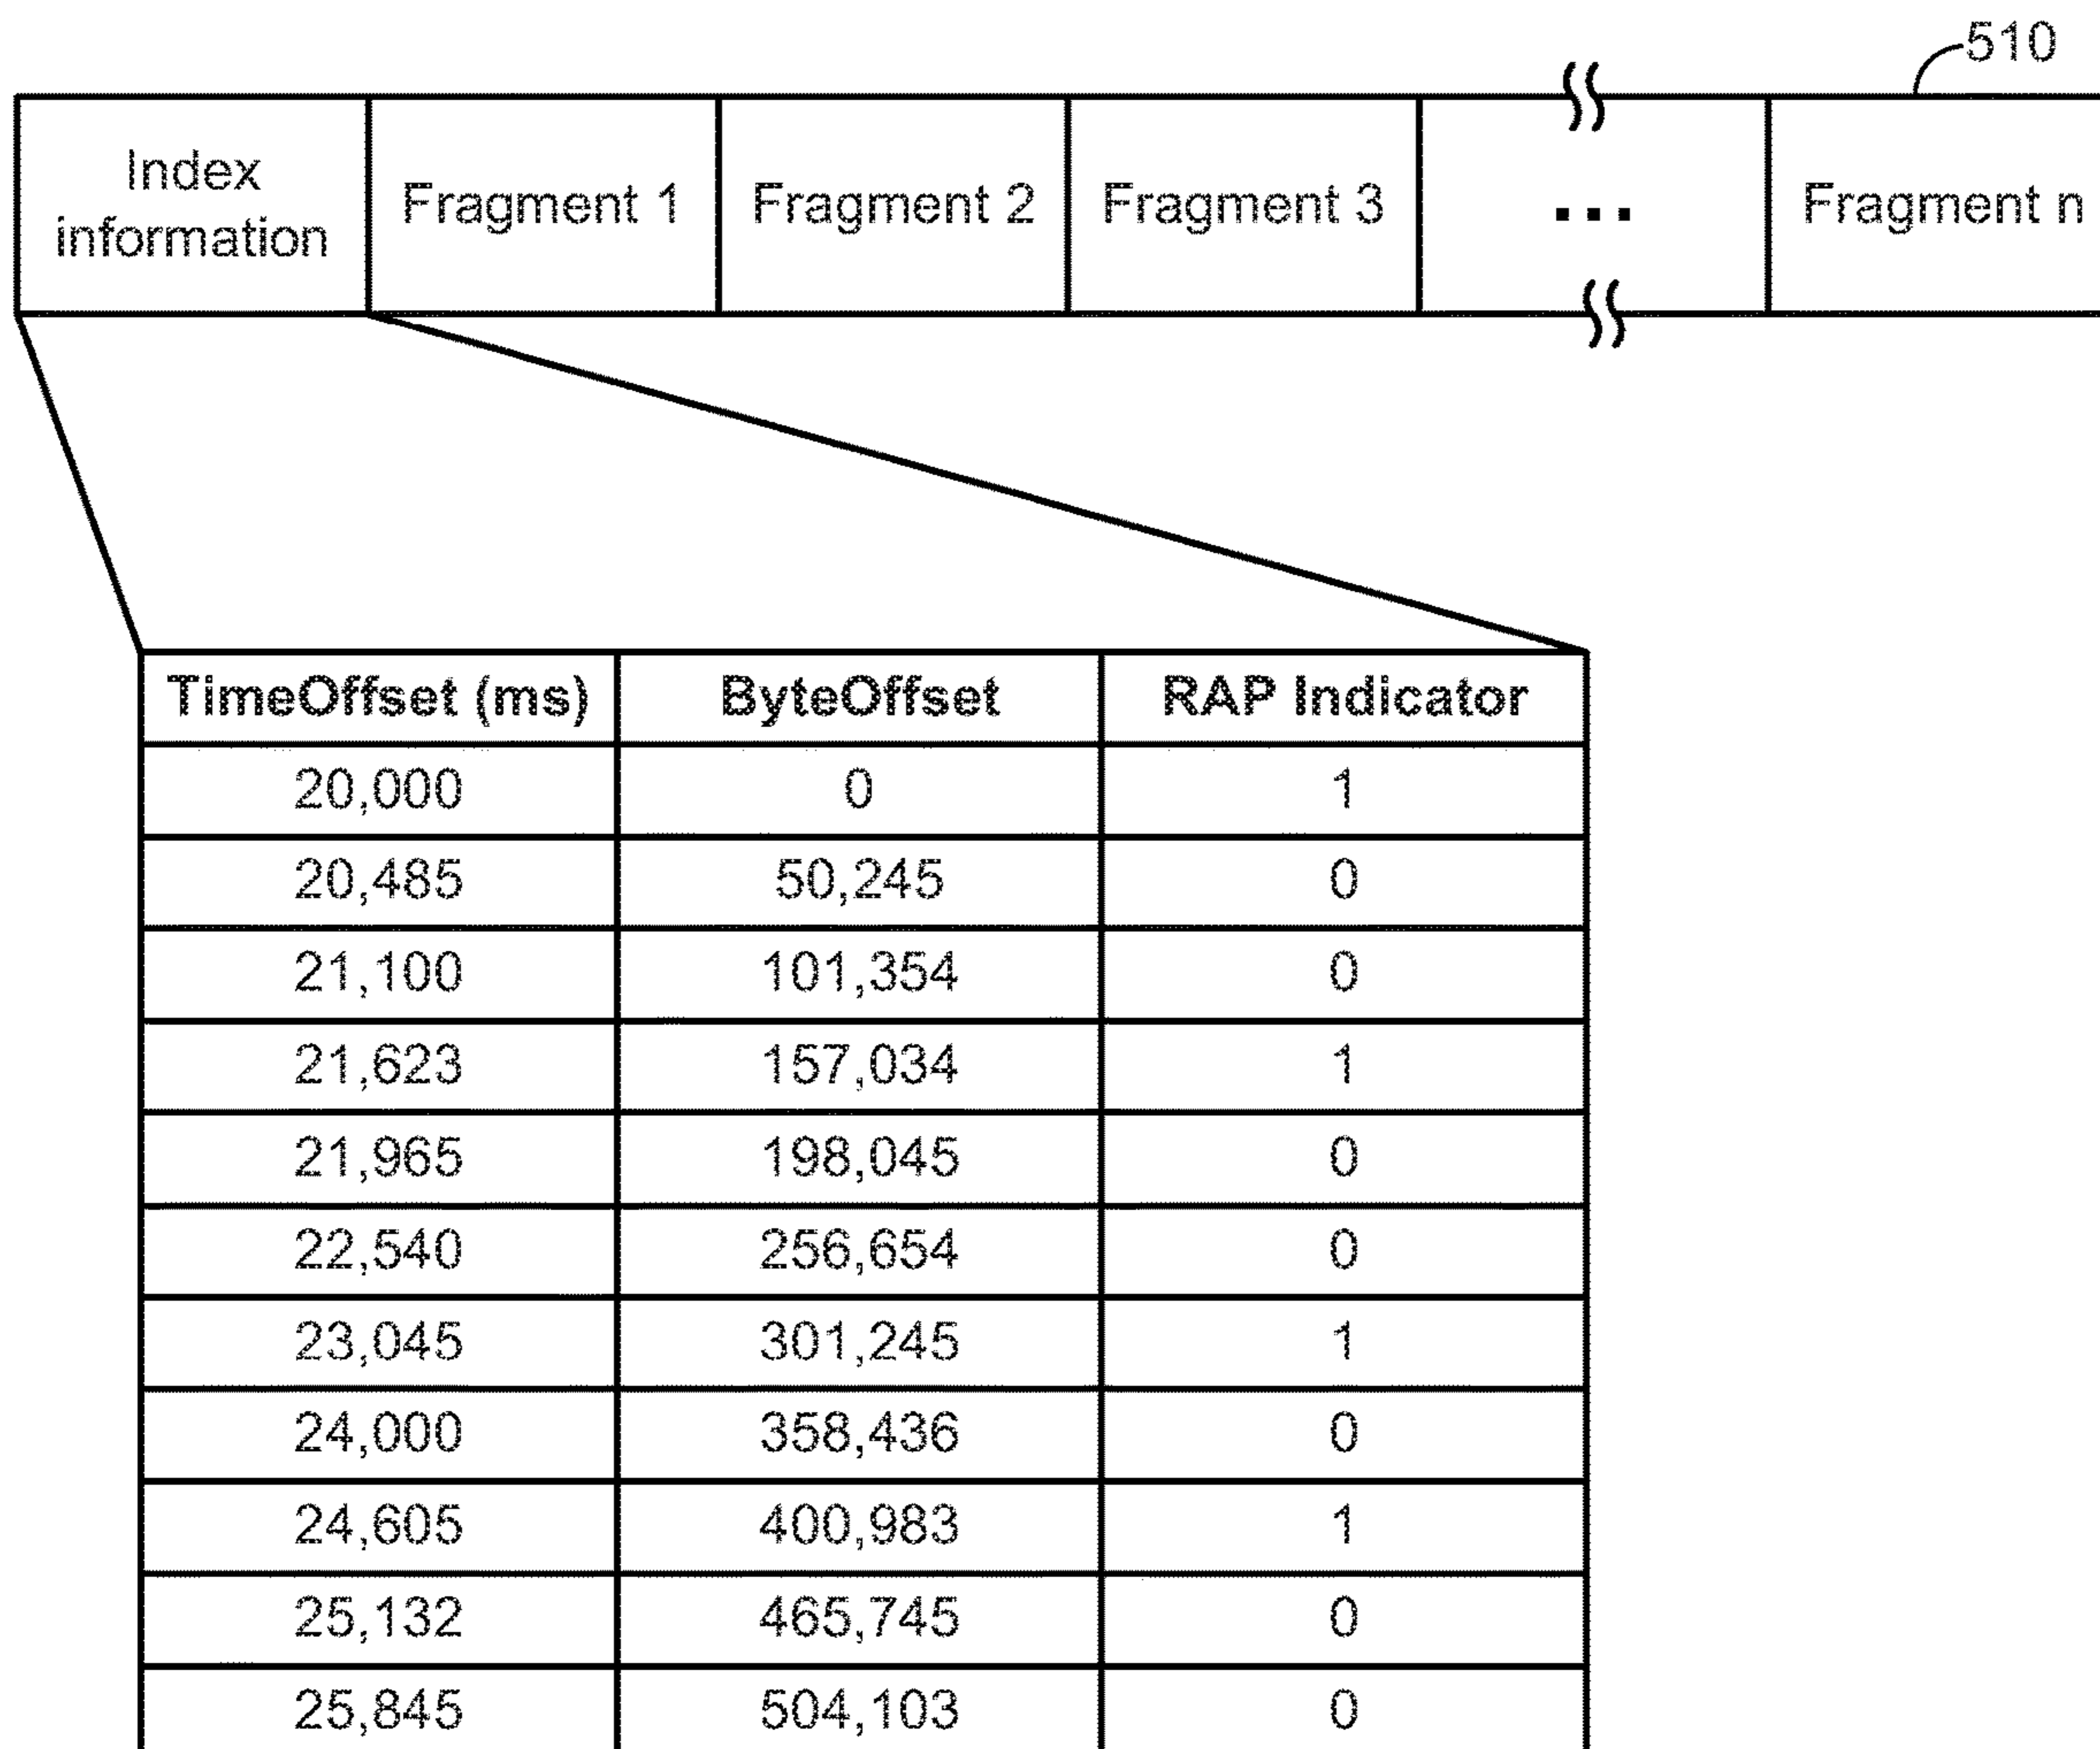 510
Index
information
Fragment 1
Fragment 2
Fragment 3
...
Fragment n
TimeOffset (ms) ByteOffset RAP Indicator
20,000 0 1
20,485 50,245 0
21,100 101,354 0
21,623 157,034 1
21,965 198,045 0
22,540 256,654 0
23,045 301,245 1
24,000 358,436 0
24,605 400,983 1
25,132 465,745 0
25,845 504,103 0